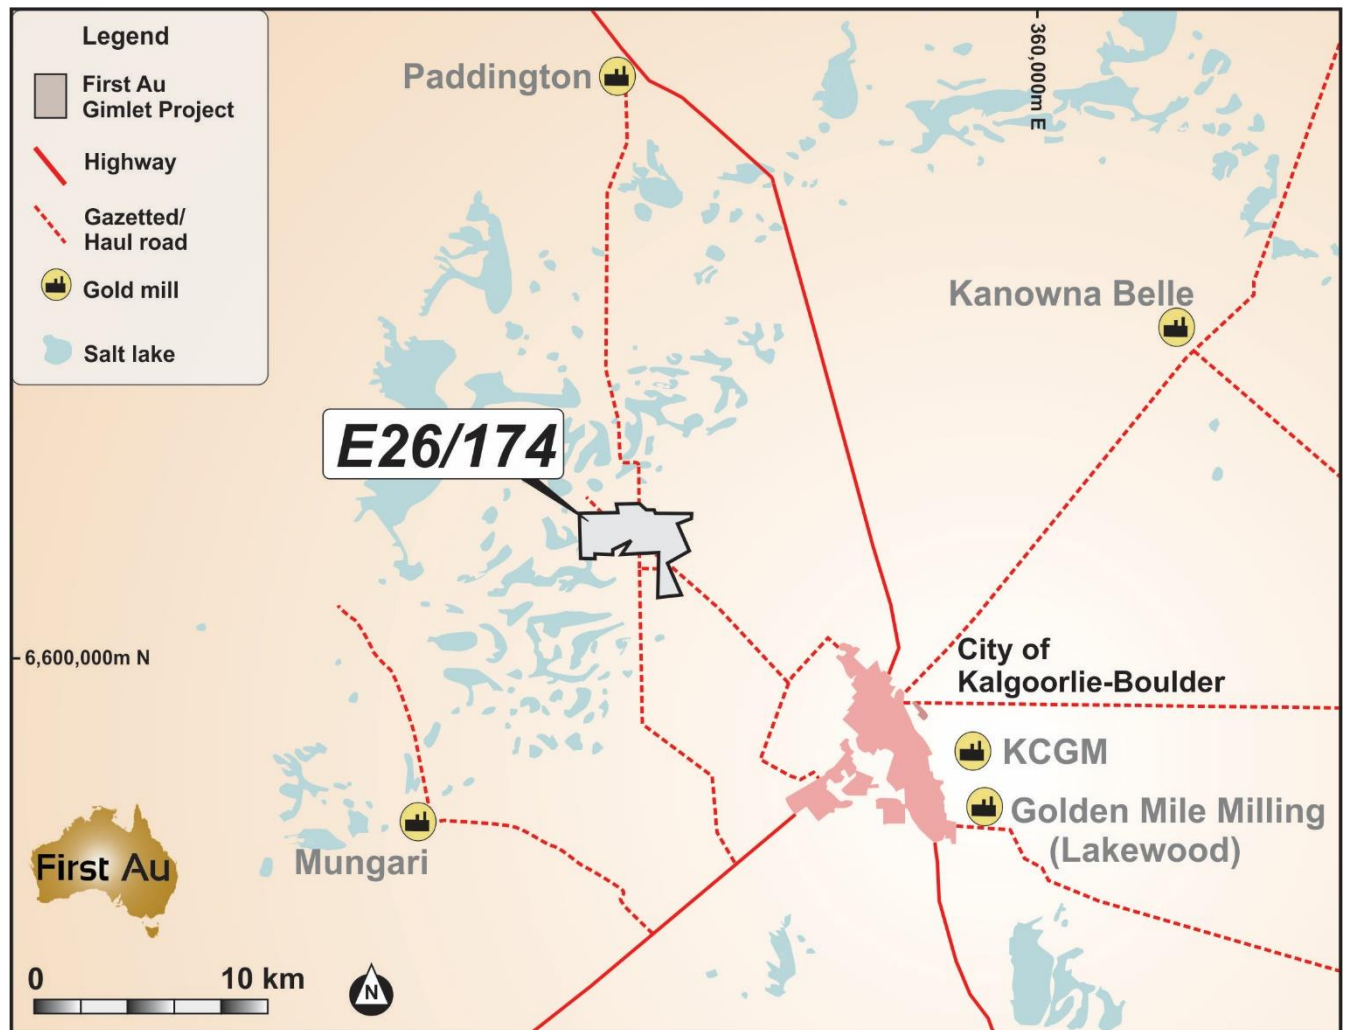 Legend
First Au
Gimlet Project
Highway
Gazetted/
Haul road
Gold mill
Salt lake
Paddington
360,000m E
Kanowna Belle
E26/174
6,600,000m N
City of
Kalgoorlie-Boulder
KCGM
Golden Mile Milling
(Lakewood)
Mungari
First Au
0 10 km
N